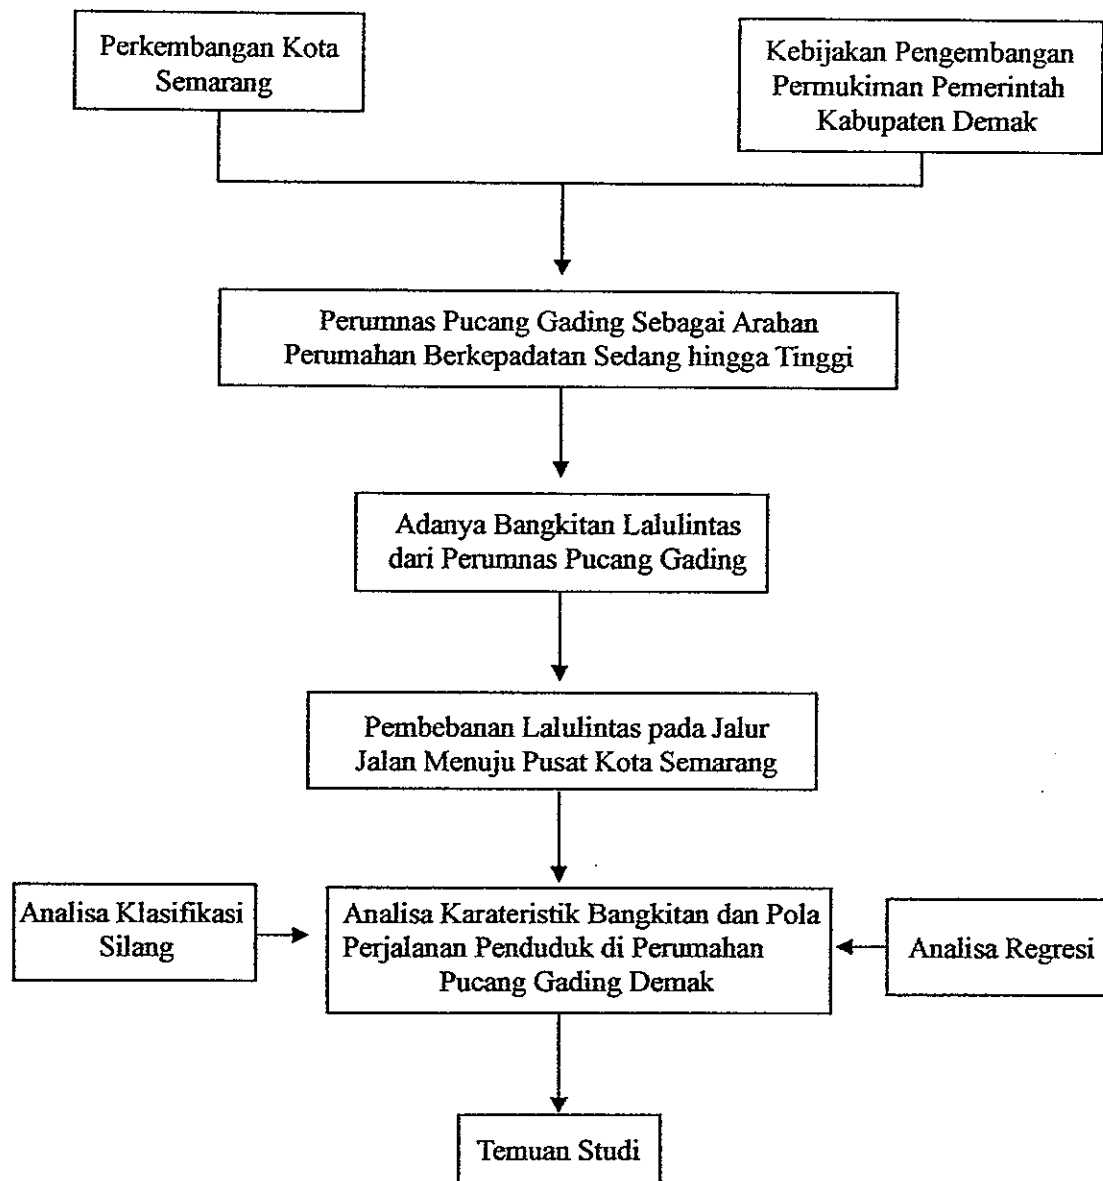 Perkembangan Kota
Semarang
Kebijakan Pengembangan
Permukiman Pemerintah
Kabupaten Demak
Perumnas Pucang Gading Sebagai Arahan
Perumahan Berkepadatan Sedang hingga Tinggi
Adanya Bangkitan Lalulintas
dari Perumnas Pucang Gading
Pembebanan Lalulintas pada Jalur
Jalan Menuju Pusat Kota Semarang
Analisa Klasifikasi
Silang
Analisa Karateristik Bangkitan dan Pola
Perjalanan Penduduk di Perumahan
Pucang Gading Demak
Analisa Regresi
Temuan Studi